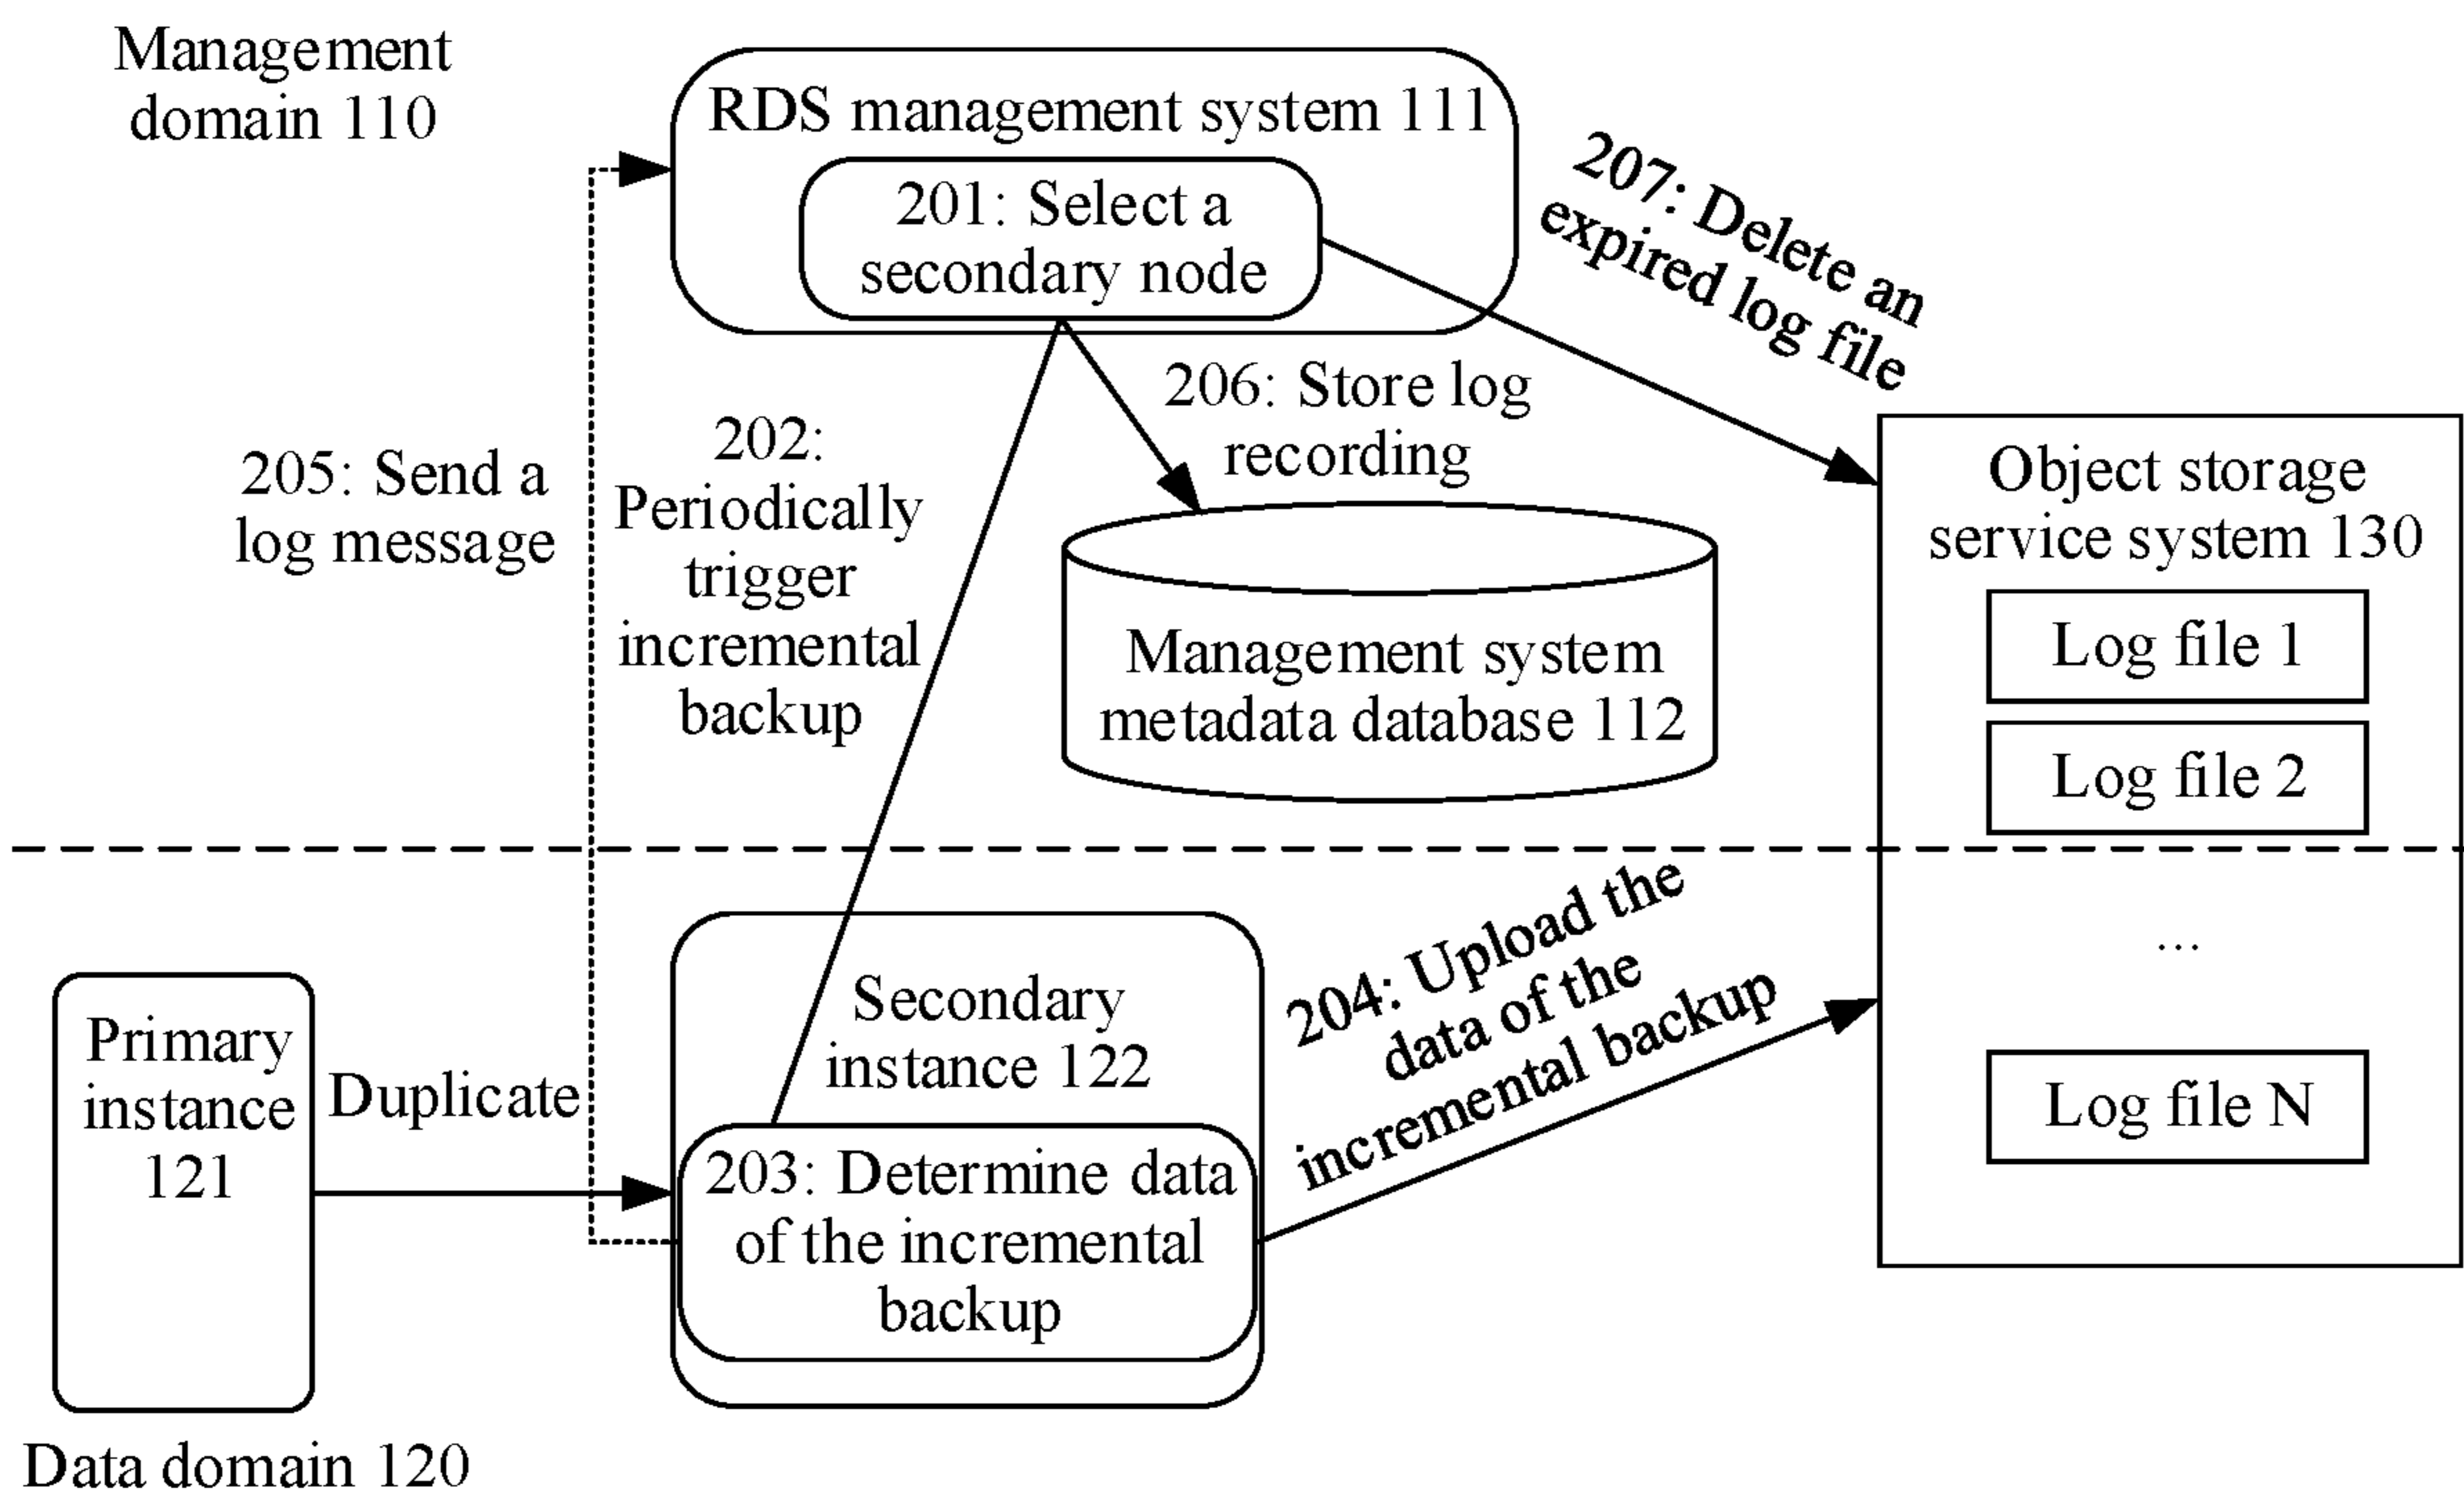 Management
domain 110
RDS management system 111
201: Select a
secondary node
207: Delete an
expired log file
206: Store log
recording
202:
Periodically
trigger
incremental
backup
205: Send a
log message
Management system
metadata database 112
Object storage
service system 130
Log file 1
Log file 2
...
Log file N
204: Upload the
data of the
incremental backup
Secondary
instance 122
203: Determine data
of the incremental
backup
Primary
instance
121
Duplicate
Data domain 120